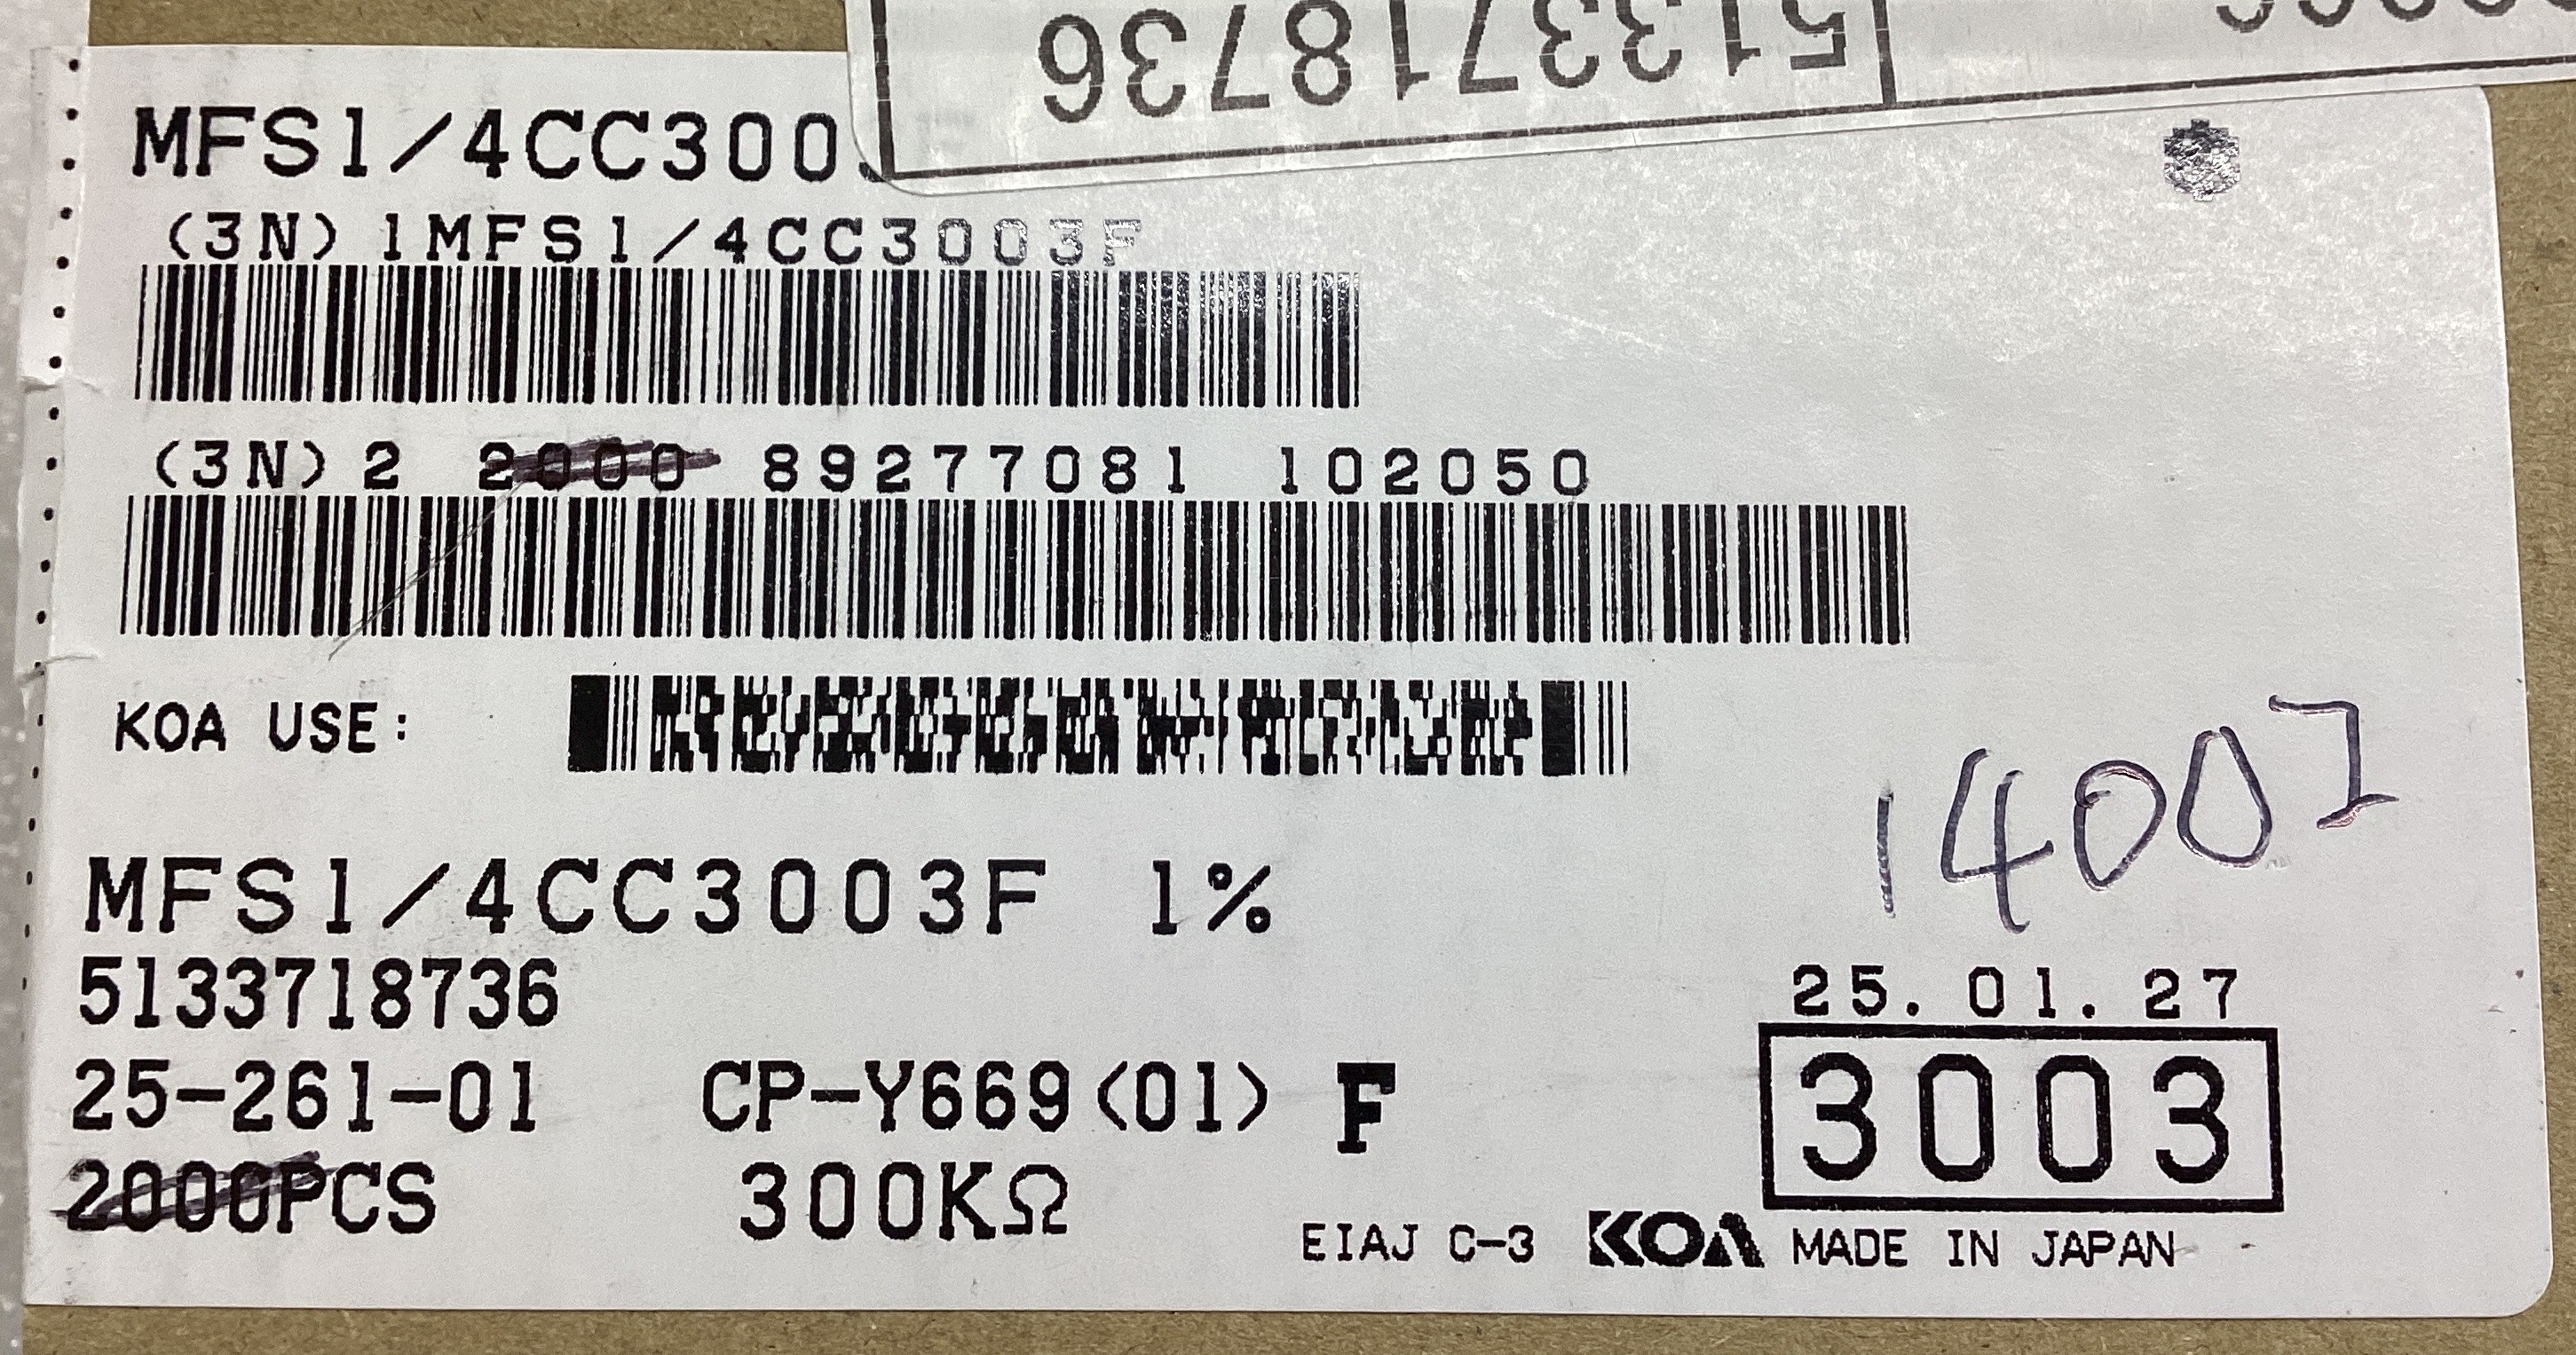 5133718736
MFS1/4CC300
(3N)1MFS1/4CC3003F
(3N)2 2000 89277081 102050
KOA USE:
1400
MFS1/4CC3003F 1%
5133718736
25.01.27
25-261-01 CP-Y669(01) F
3003
2000PCS 300KΩ
EIAJ C-3 KOA MADE IN JAPAN